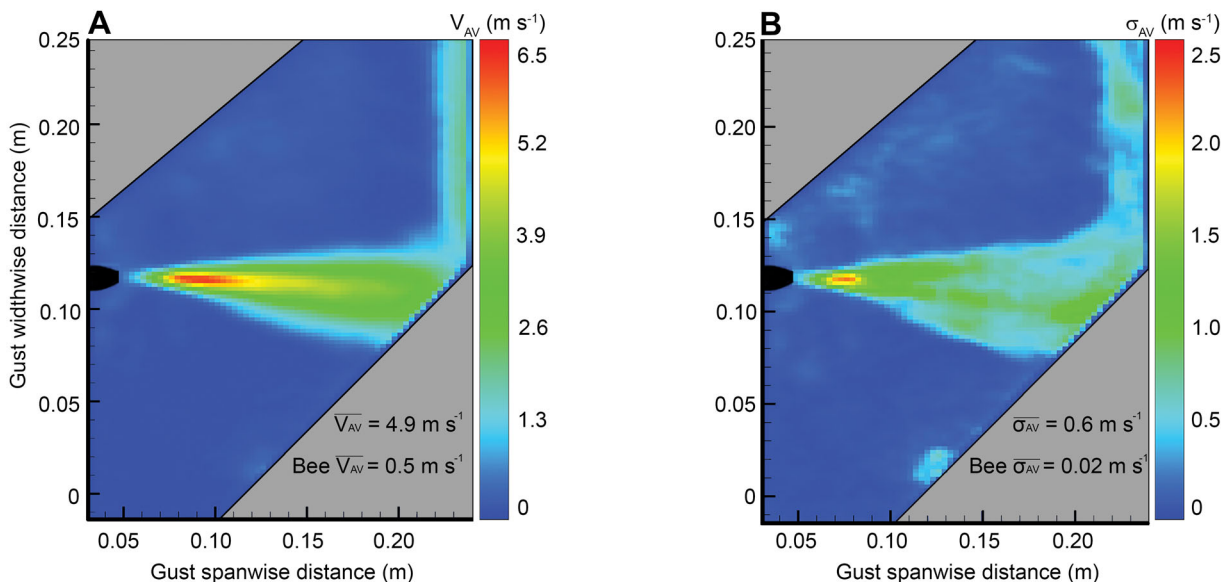 A
V_AV (m s⁻¹)
0.25
0.20
0.15
0.10
0.05
0
Gust widthwise distance (m)
6.5
5.2
3.9
2.6
1.3
0
V̅_AV̅ = 4.9 m s⁻¹
Bee V̅_AV̅ = 0.5 m s⁻¹
0.05 0.10 0.15 0.20
Gust spanwise distance (m)
B
σ_AV (m s⁻¹)
0.25
0.20
0.15
0.10
0.05
0
2.5
2.0
1.5
1.0
0.5
0
σ̅_AV̅ = 0.6 m s⁻¹
Bee σ̅_AV̅ = 0.02 m s⁻¹
0.05 0.10 0.15 0.20
Gust spanwise distance (m)